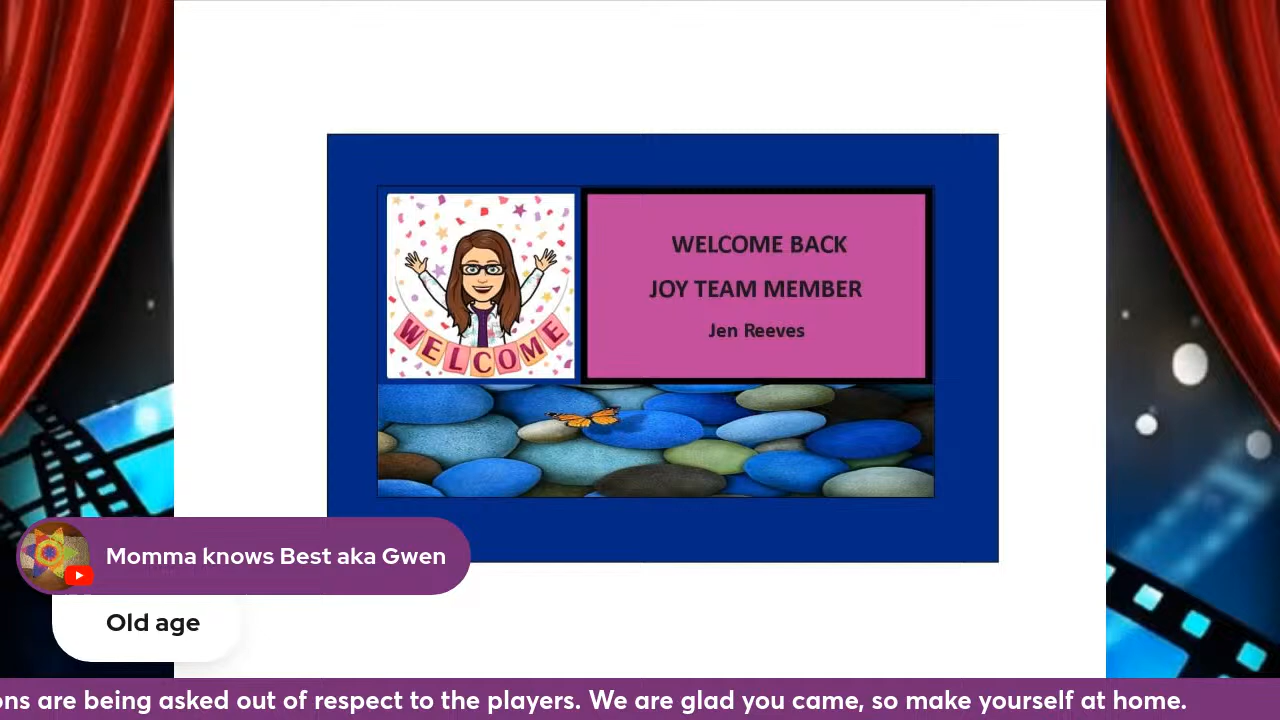 WELCOME
WELCOME BACK
JOY TEAM MEMBER
Jen Reeves
Momma knows Best aka Gwen
Old age
are being asked out of respect to the players. We are glad you came, so make yourself at home.